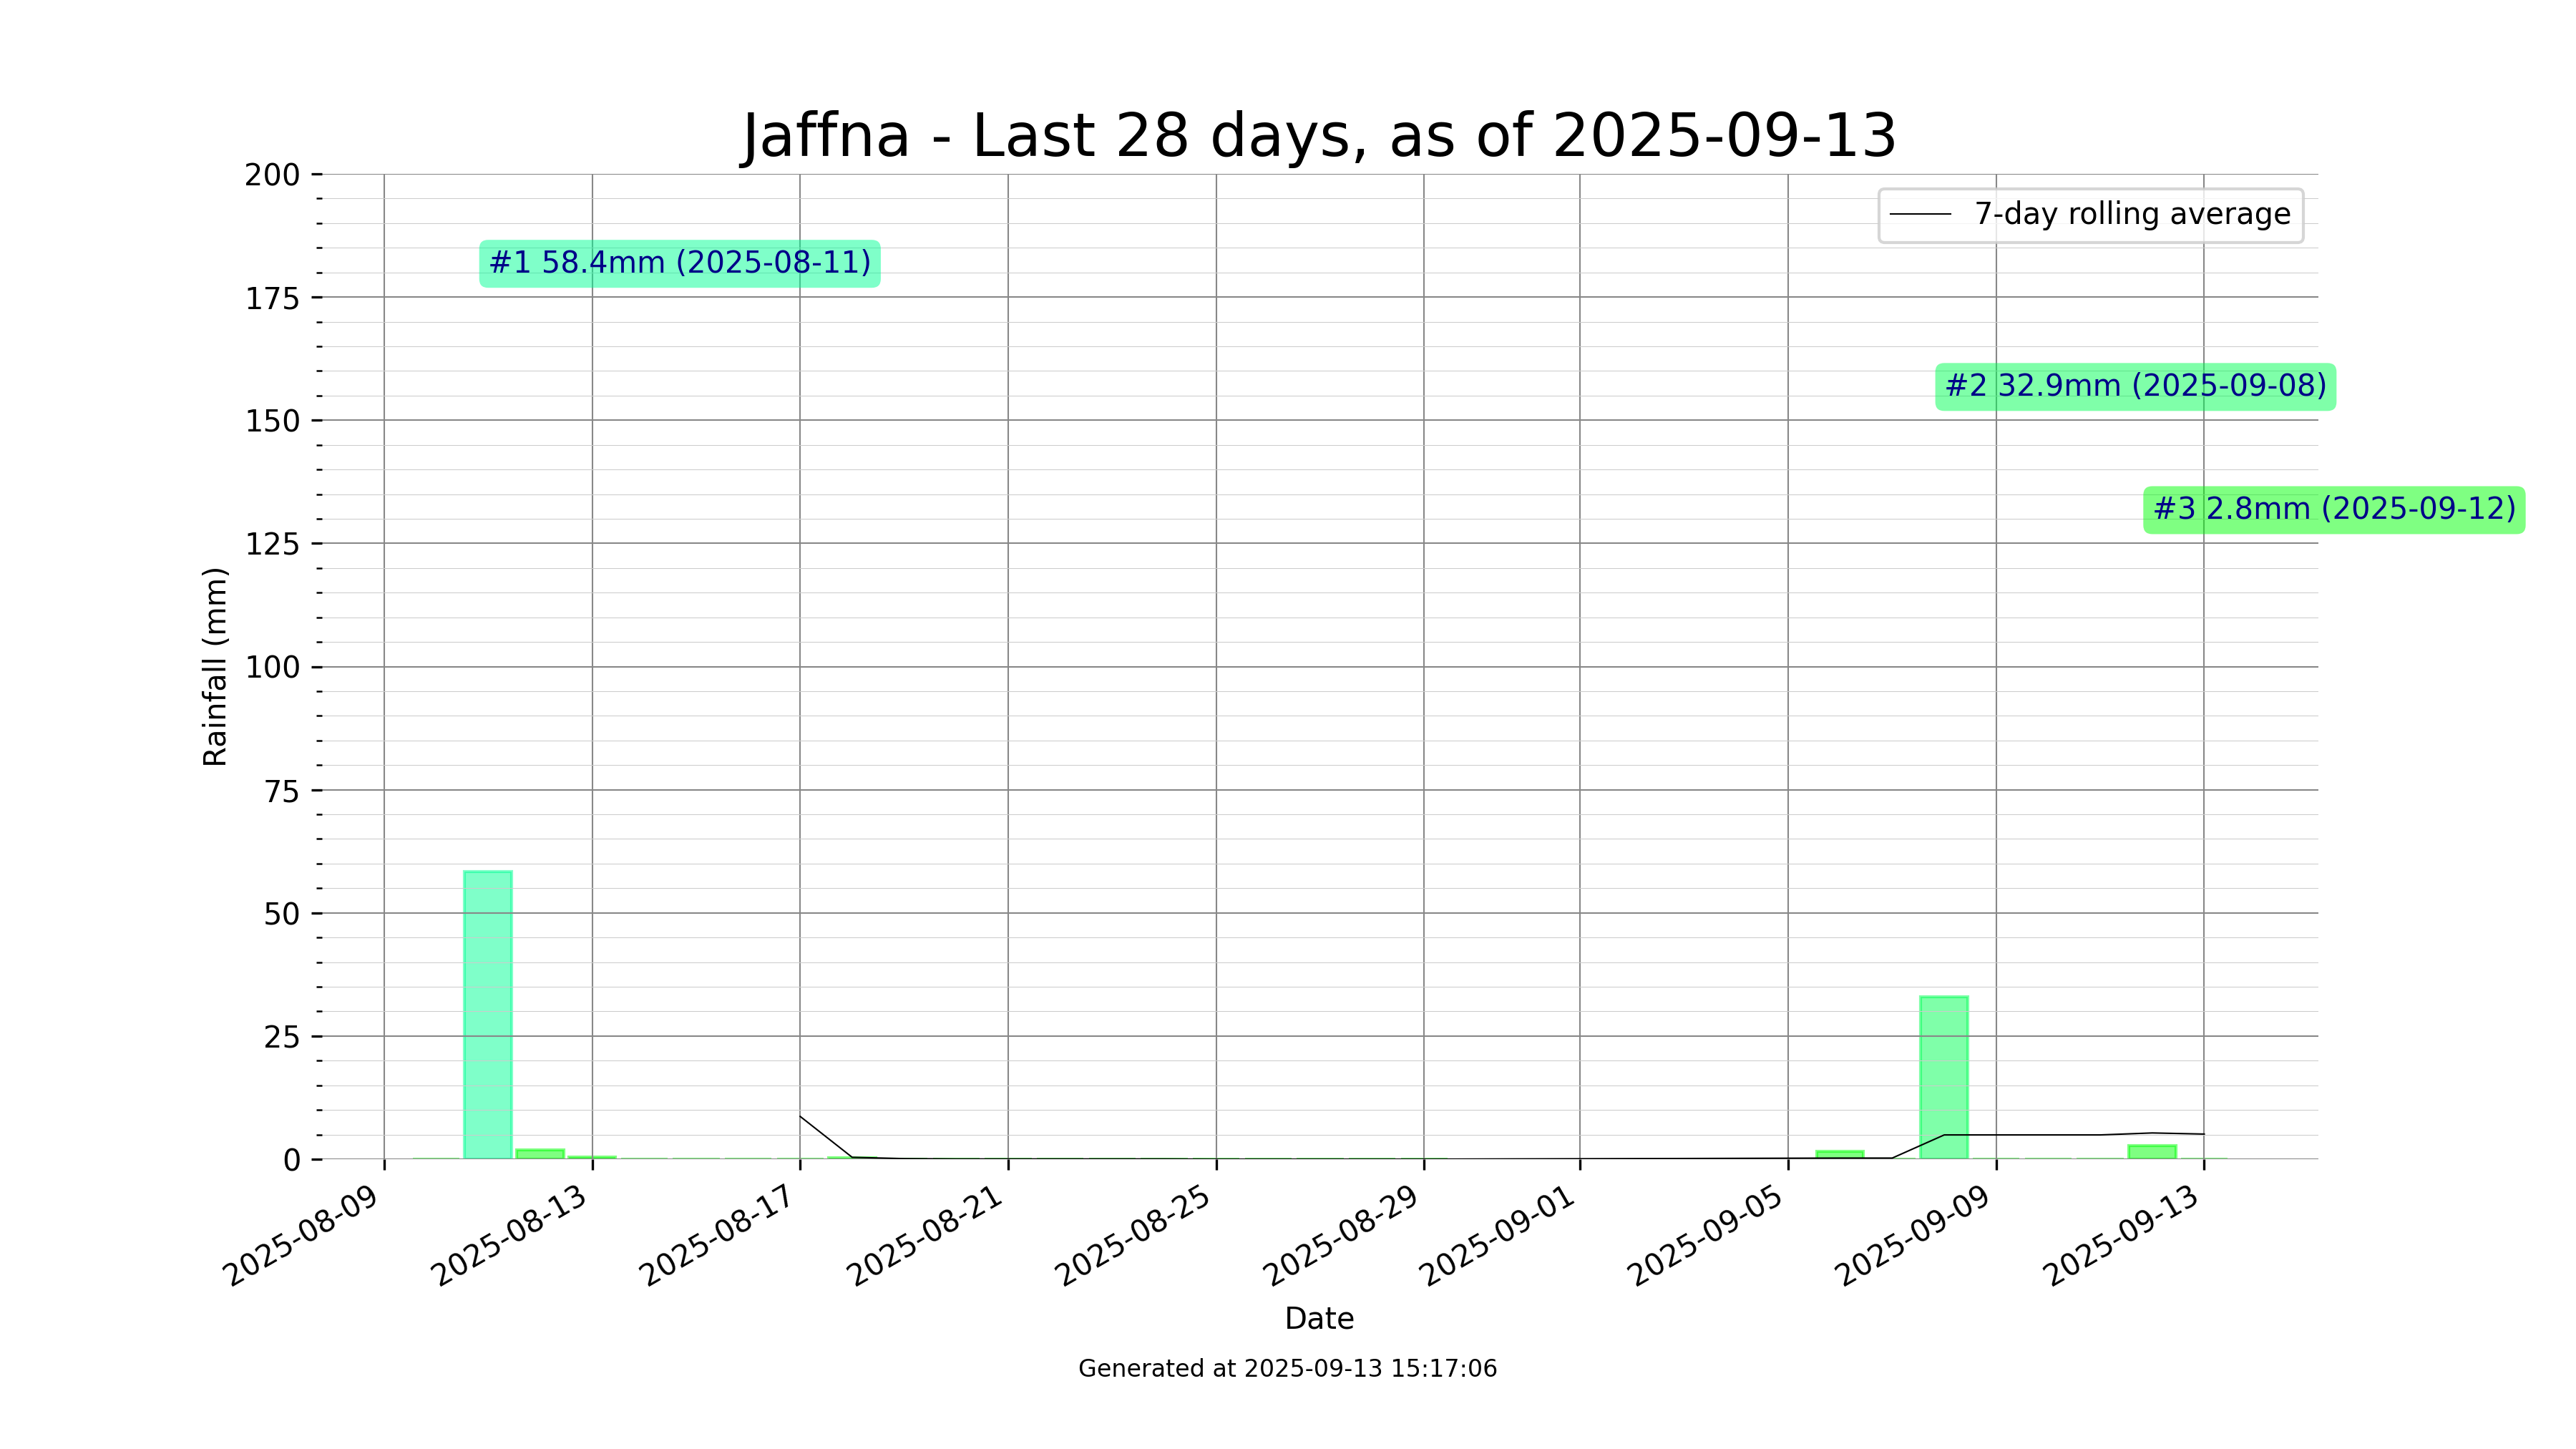 Jaffna - Last 28 days, as of 2025-09-13
7-day rolling average
#1 58.4mm (2025-08-11)
#2 32.9mm (2025-09-08)
#3 2.8mm (2025-09-12)
Rainfall (mm)
200
175
150
125
100
75
50
25
0
2025-08-09
2025-08-13
2025-08-17
2025-08-21
2025-08-25
2025-08-29
2025-09-01
2025-09-05
2025-09-09
2025-09-13
Date
Generated at 2025-09-13 15:17:06